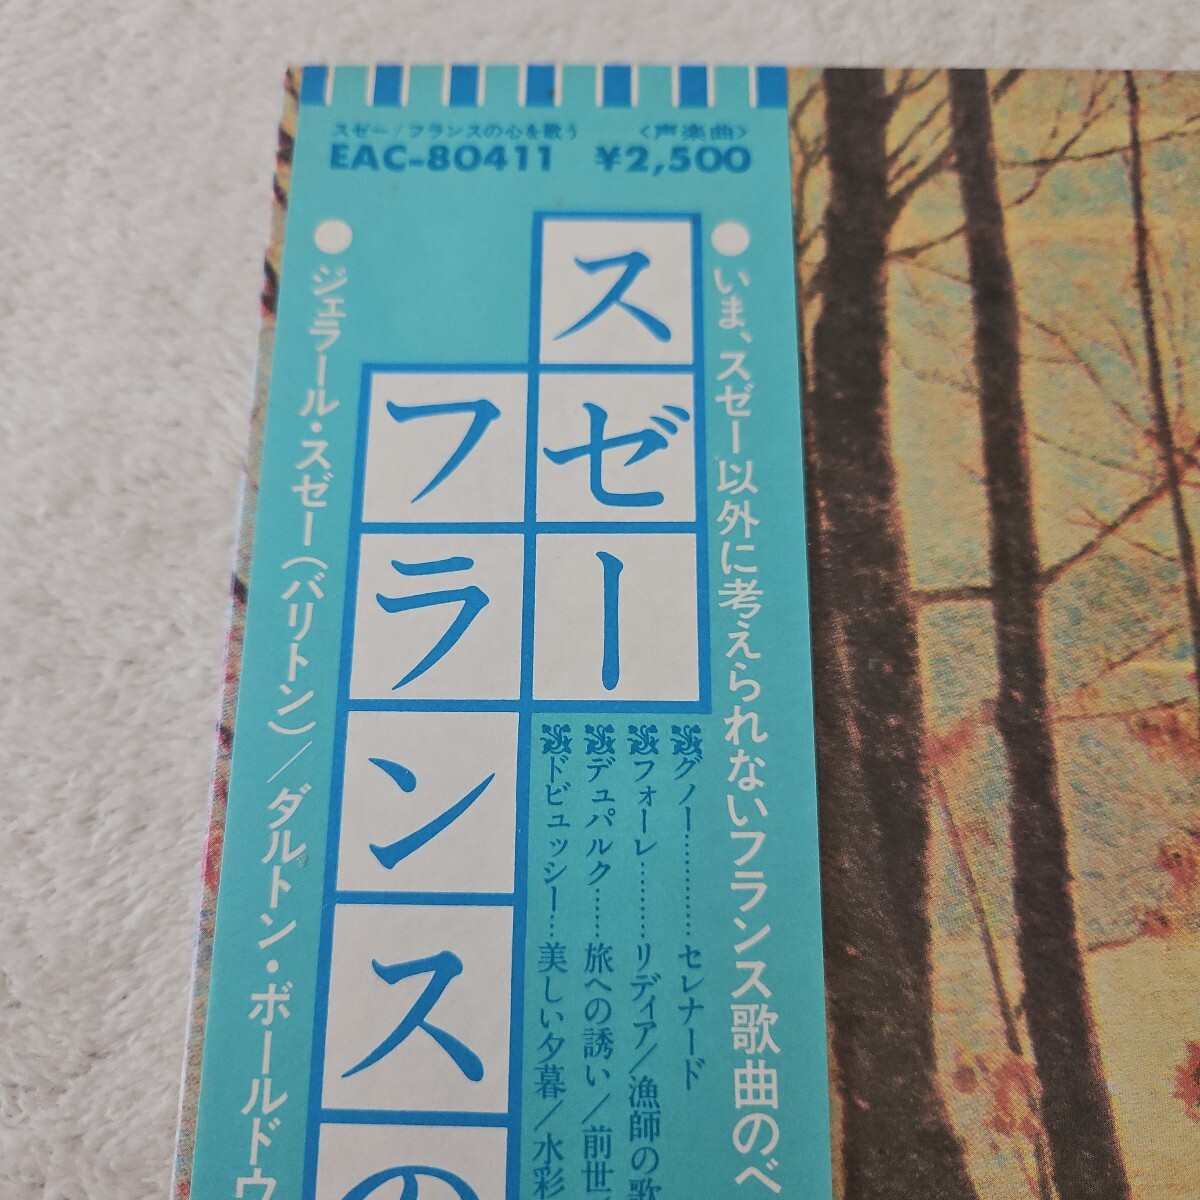 スゼー/フランスの心を歌う 〈声楽曲〉
EAC-80411 ¥2,500
●いま、スゼー以外に考えられないフランス歌曲のベ
スゼー
フランスの
グノー…………セレナード
フォーレ………リディア/漁師の歌
デュパルク……旅への誘い/前世
ドビュッシー…美しい夕暮/水彩
●ジェラール・スゼー(バリトン)/ダルトン・ボールドウ